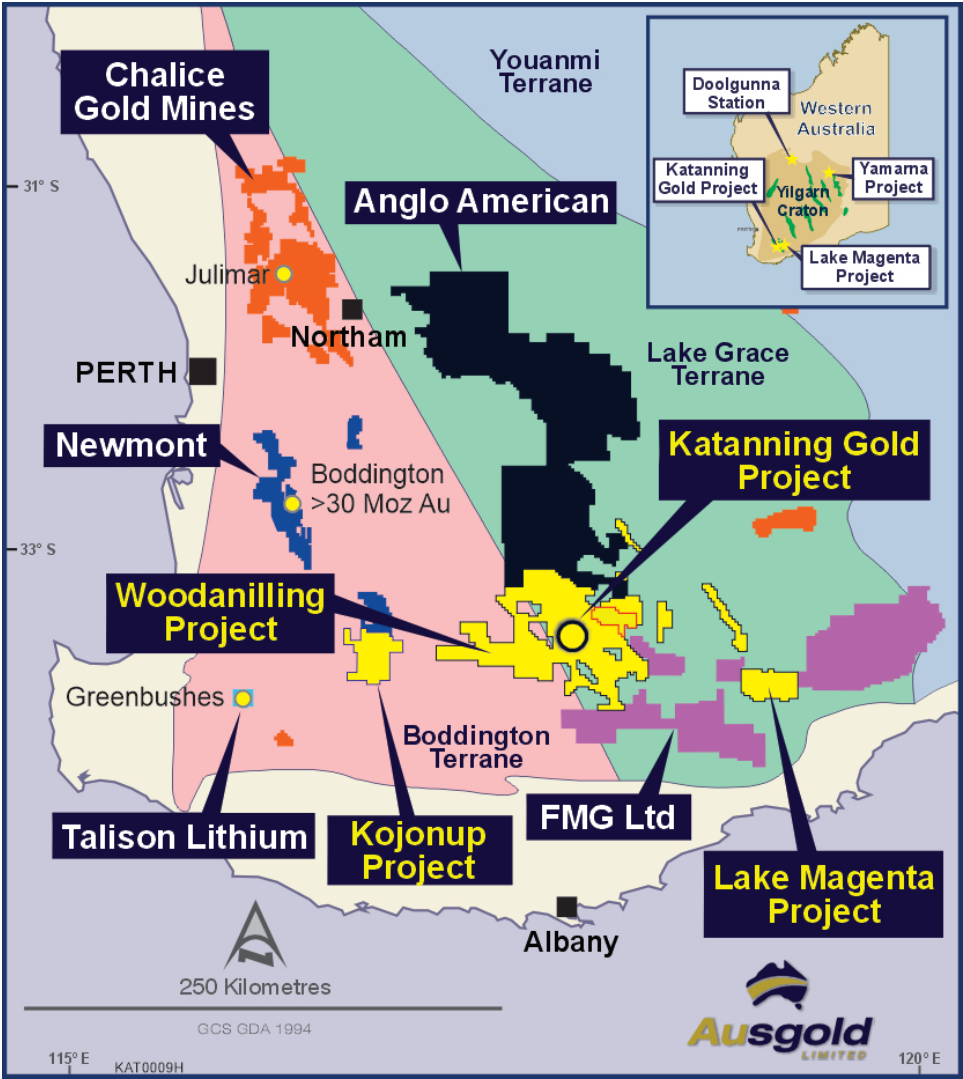 Youanmi
Terrane
Chalice
Gold Mines
Doolgunna
Station
Western
Australia
Katanning
Gold Project
Yamarna
Project
Yilgarn
Craton
PERTH
Lake Magenta
Project
31° S
Anglo American
Julimar
Northam
PERTH
Lake Grace
Terrane
Newmont
Katanning Gold
Project
Boddington
>30 Moz Au
33° S
Woodanilling
Project
Greenbushes
Boddington
Terrane
Talison Lithium
Kojonup
Project
FMG Ltd
Lake Magenta
Project
Albany
N
250 Kilometres
GCS GDA 1994
Ausgold
LIMITED
115° E
KAT0009H
120° E